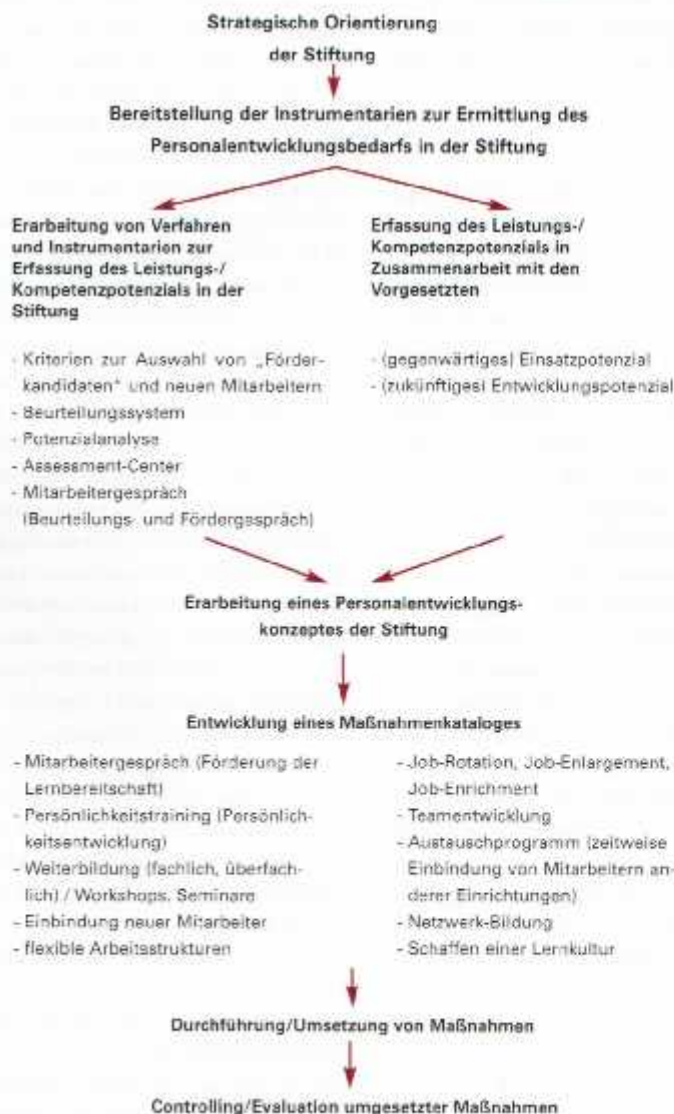 Strategische Orientierung
der Stiftung
Bereitstellung der Instrumentarien zur Ermittlung des
Personalentwicklungsbedarfs in der Stiftung
Erarbeitung von Verfahren
und Instrumentarien zur
Erfassung des Leistungs-/
Kompetenzpotenzials in der
Stiftung
- Kriterien zur Auswahl von „Förder-
kandidaten“ und neuen Mitarbeitern
- Beurteilungssystem
- Potenzialanalyse
- Assessment-Center
- Mitarbeitergespräch
(Beurteilungs- und Fördergespräch)
Erfassung des Leistungs-/
Kompetenzpotenzials in
Zusammenarbeit mit den
Vorgesetzten
- (gegenwärtiges) Einsatzpotenzial
- (zukünftiges) Entwicklungspotenzial
Erarbeitung eines Personalentwicklungs-
konzeptes der Stiftung
Entwicklung eines Maßnahmenkataloges
- Mitarbeitergespräch (Förderung der
Lernbereitschaft)
- Persönlichkeitstraining (Persönlich-
keitsentwicklung)
- Weiterbildung (fachlich, überfach-
lich) / Workshops, Seminare
- Einbindung neuer Mitarbeiter
- flexible Arbeitsstrukturen
- Job-Rotation, Job-Enlargement,
Job-Enrichment
- Teamentwicklung
- Austauschprogramm (zeitweise
Einbindung von Mitarbeitern an-
derer Einrichtungen)
- Netzwerk-Bildung
- Schaffen einer Lernkultur
Durchführung/Umsetzung von Maßnahmen
Controlling/Evaluation umgesetzter Maßnahmen